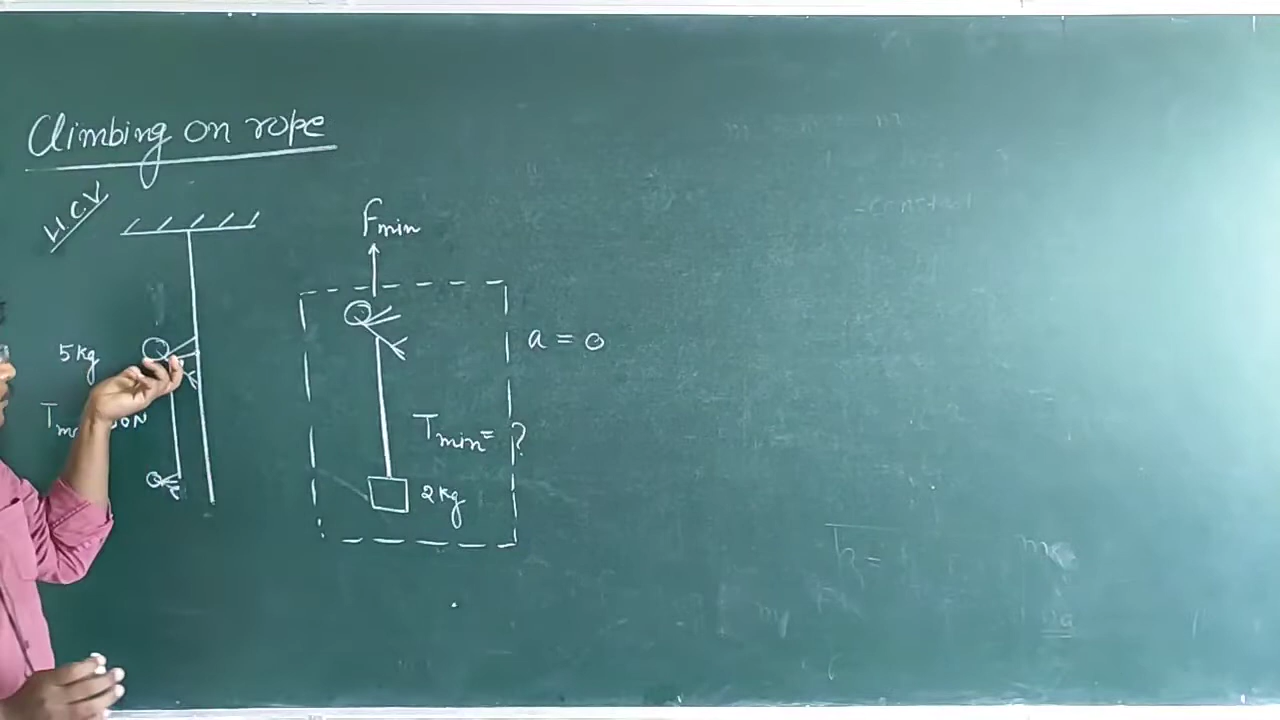 Climbing on rope
H.C.V
Fmin
a = 0
5kg
Tmin = ?
2kg
h =